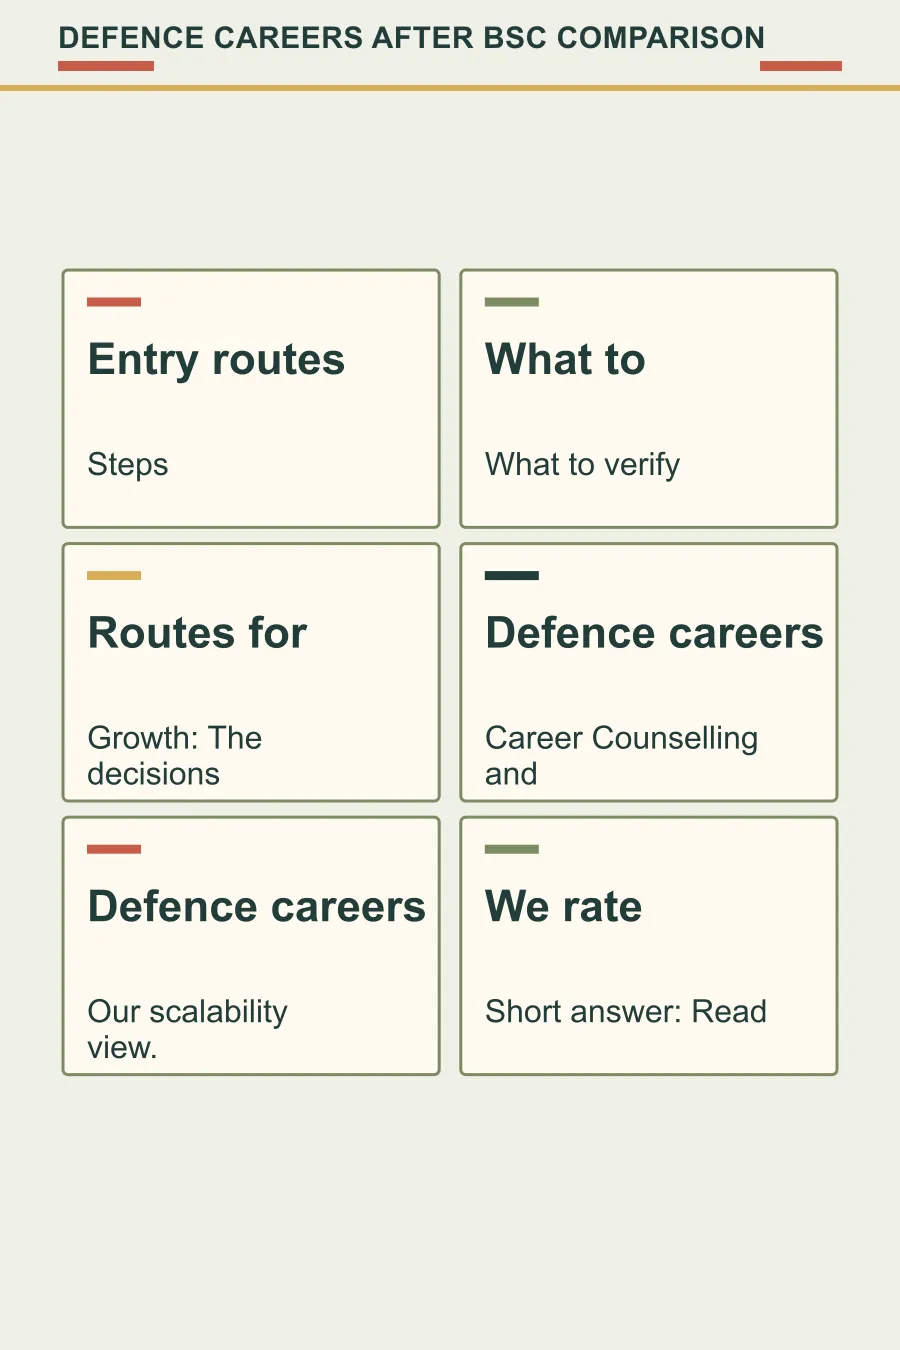 DEFENCE CAREERS AFTER BSC COMPARISON
Entry routes
Steps
What to
What to verify
Routes for
Growth: The
decisions
Defence careers
Career Counselling
and
Defence careers
Our scalability
view.
We rate
Short answer: Read